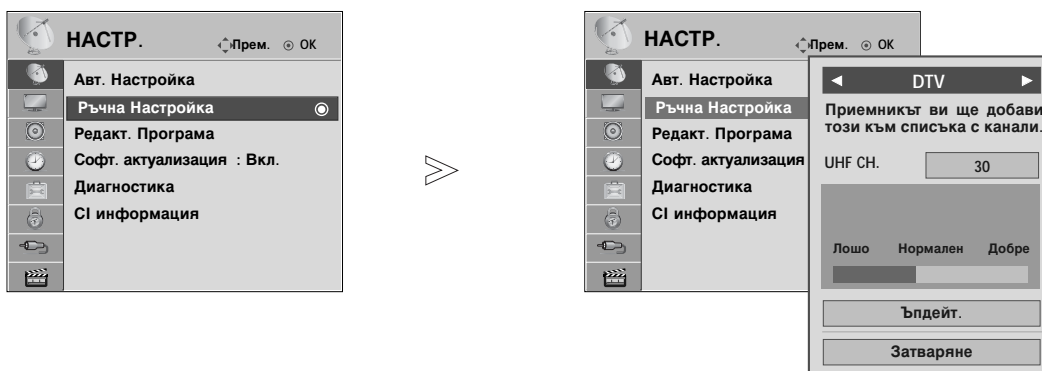 НАСТР.
Прем. ОК
Авт. Настройка
Ръчна Настройка
Редакт. Програма
Софт. актуализация : Вкл.
Диагностика
CI информация
НАСТР.
Прем. ОК
Авт. Настройка
Ръчна Настройка
Редакт. Програма
Софт. актуализация
Диагностика
CI информация
DTV
Приемникът ви ще добави
този към списъка с канали.
UHF CH. 30
Лошо Нормален Добре
Ъпдейт.
Затваряне